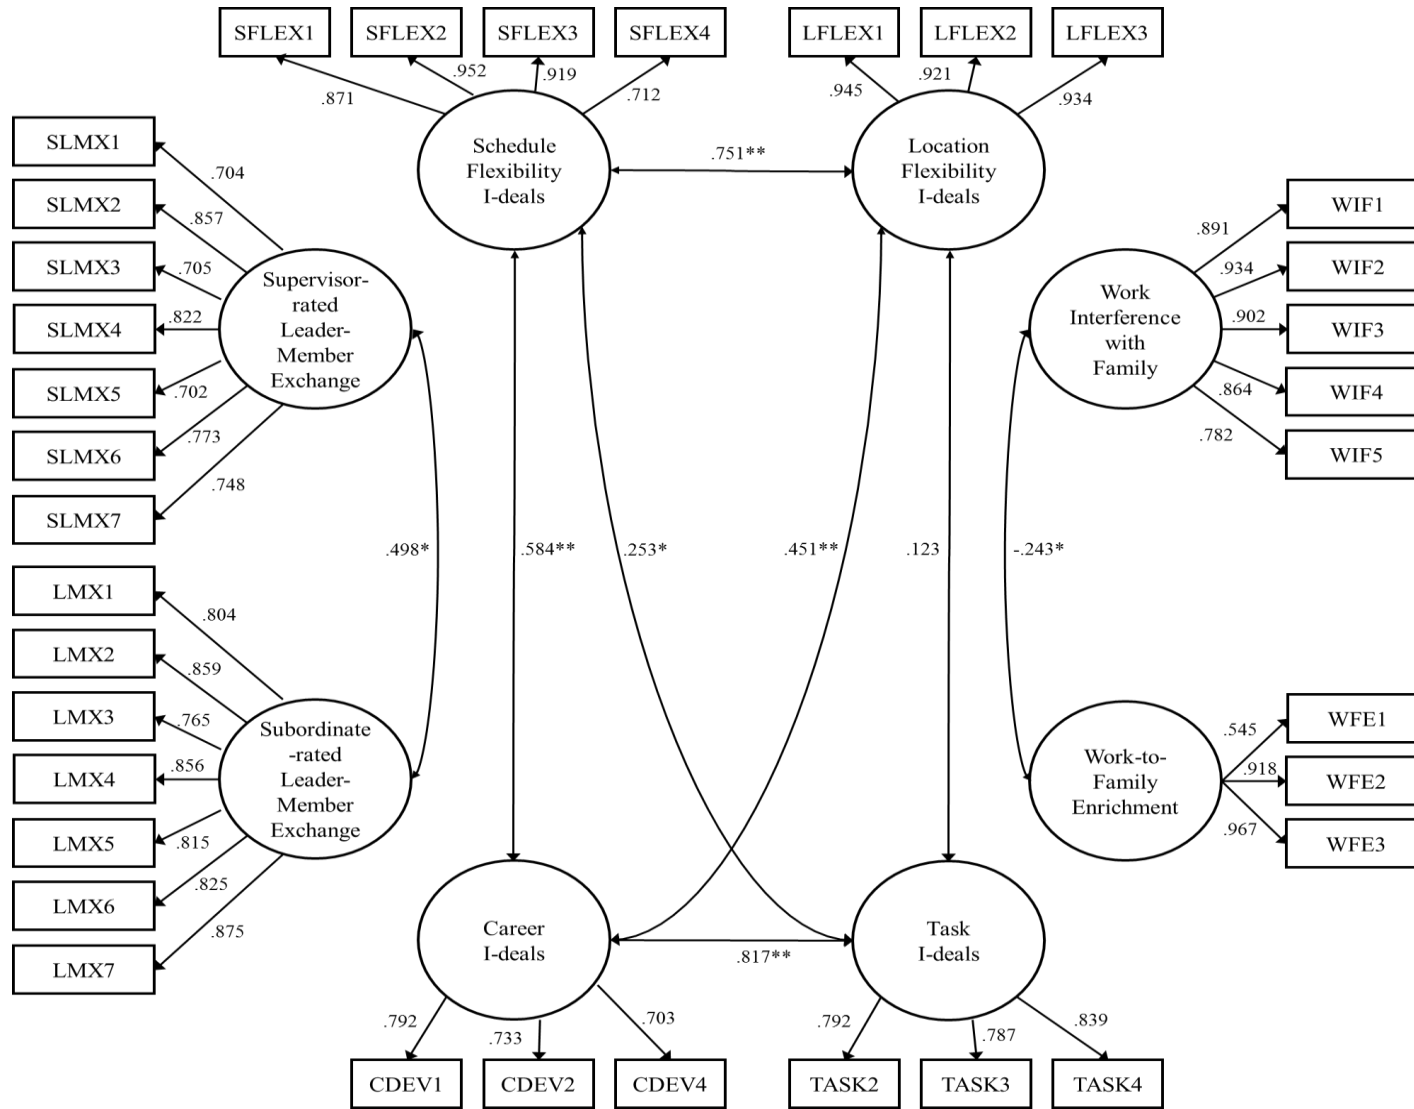 SFLEX1
SFLEX2
SFLEX3
SFLEX4
LFLEX1
LFLEX2
LFLEX3
.871
.952
.919
.712
.945
.921
.934
Schedule
Flexibility
I-deals
.751**
Location
Flexibility
I-deals
SLMX1
SLMX2
SLMX3
SLMX4
SLMX5
SLMX6
SLMX7
.704
.857
.705
.822
.702
.773
.748
Supervisor-
rated
Leader-
Member
Exchange
Work
Interference
with
Family
.891
.934
.902
.864
.782
WIF1
WIF2
WIF3
WIF4
WIF5
.498*
.584**
.253*
.451**
.123
-.243*
LMX1
LMX2
LMX3
LMX4
LMX5
LMX6
LMX7
.804
.859
.765
.856
.815
.825
.875
Subordinate
-rated
Leader-
Member
Exchange
Work-to-
Family
Enrichment
.545
.918
.967
WFE1
WFE2
WFE3
Career
I-deals
.817**
Task
I-deals
.792
.733
.703
.792
.787
.839
CDEV1
CDEV2
CDEV4
TASK2
TASK3
TASK4